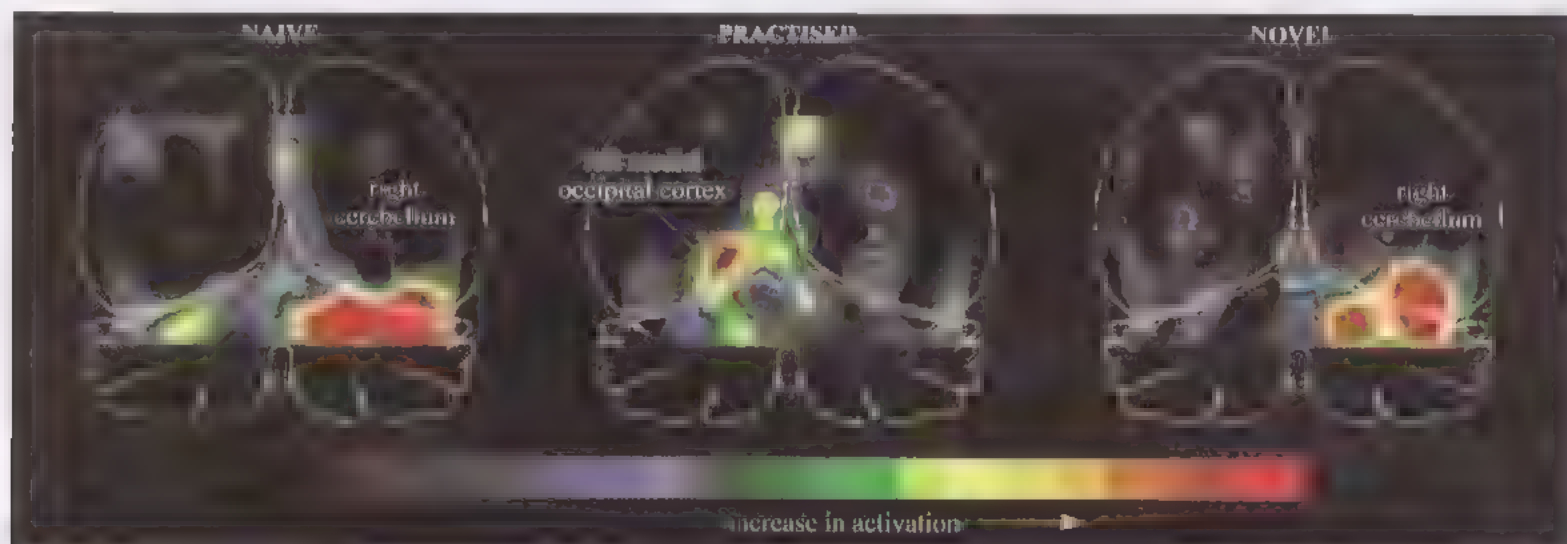 NAIVE
PRACTISED
NOVEL
right
cerebellum
occipital cortex
right
cerebellum
increase in activation